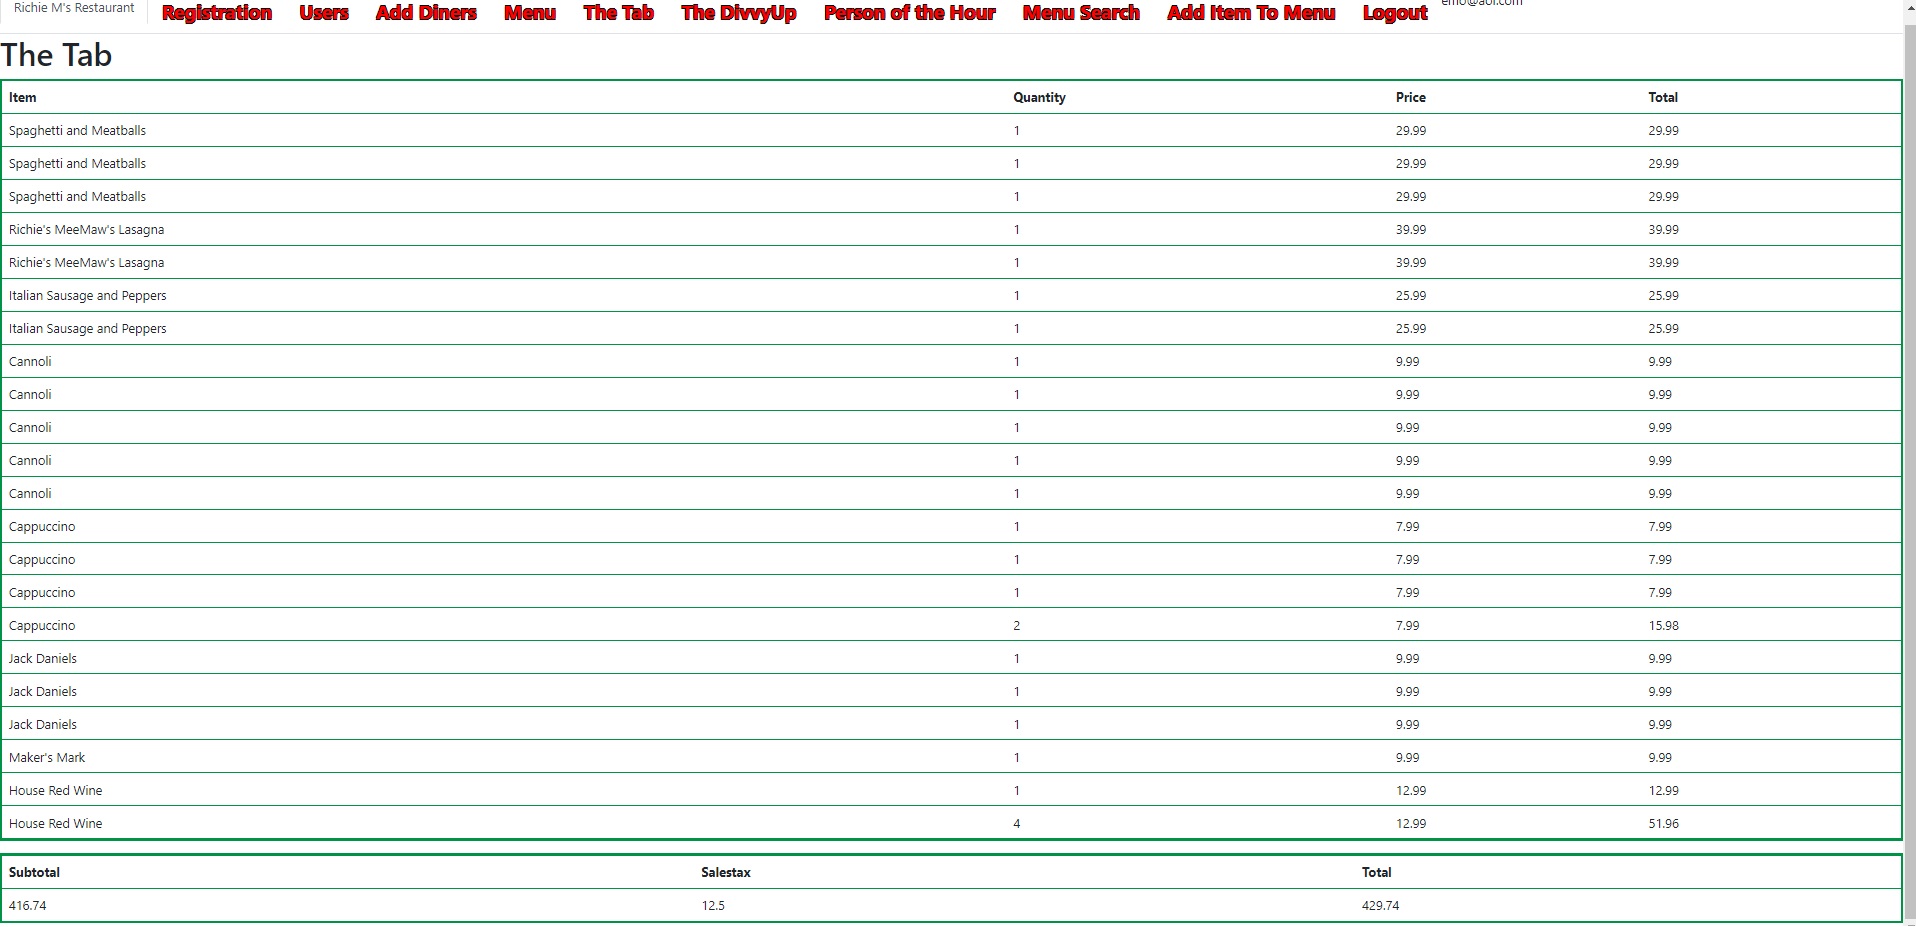 Richie M's Restaurant Registration Users Add Diners Menu The Tab The DivvyUp Person of the Hour Menu Search Add Item To Menu Logout emo@aol.com
The Tab
Item Quantity Price Total
Spaghetti and Meatballs 1 29.99 29.99
Spaghetti and Meatballs 1 29.99 29.99
Spaghetti and Meatballs 1 29.99 29.99
Richie's MeeMaw's Lasagna 1 39.99 39.99
Richie's MeeMaw's Lasagna 1 39.99 39.99
Italian Sausage and Peppers 1 25.99 25.99
Italian Sausage and Peppers 1 25.99 25.99
Cannoli 1 9.99 9.99
Cannoli 1 9.99 9.99
Cannoli 1 9.99 9.99
Cannoli 1 9.99 9.99
Cannoli 1 9.99 9.99
Cappuccino 1 7.99 7.99
Cappuccino 1 7.99 7.99
Cappuccino 1 7.99 7.99
Cappuccino 2 7.99 15.98
Jack Daniels 1 9.99 9.99
Jack Daniels 1 9.99 9.99
Jack Daniels 1 9.99 9.99
Maker's Mark 1 9.99 9.99
House Red Wine 1 12.99 12.99
House Red Wine 4 12.99 51.96
Subtotal Salestax Total
416.74 12.5 429.74